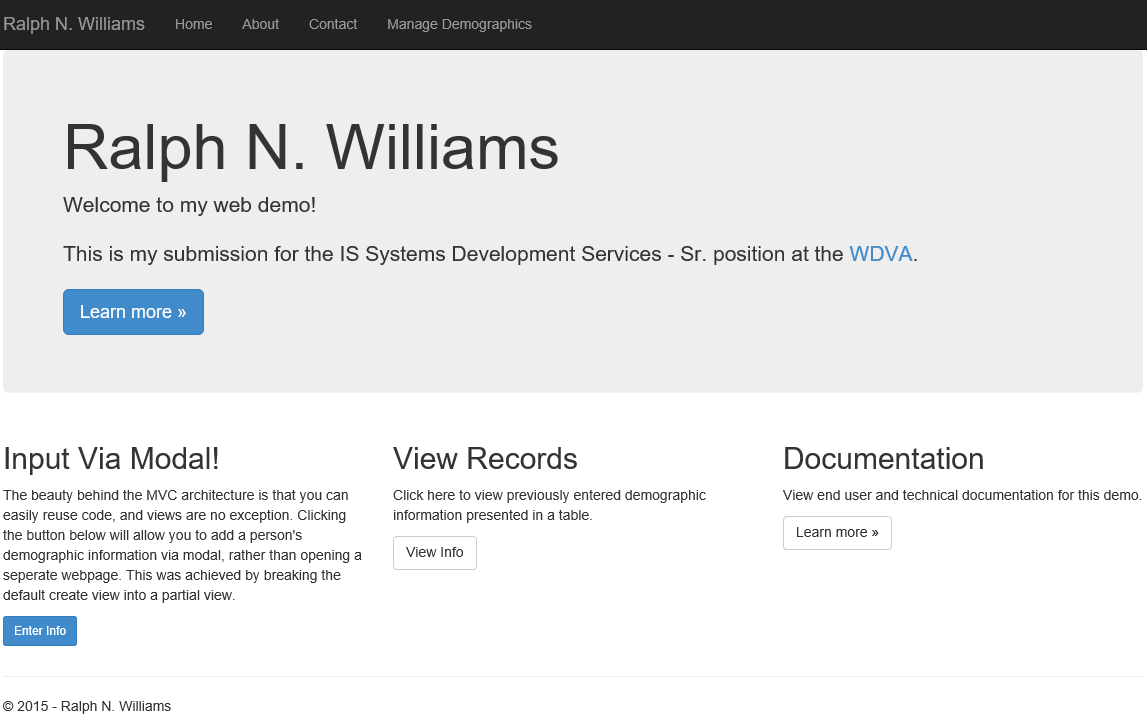 Ralph N. Williams Home About Contact Manage Demographics
Ralph N. Williams
Welcome to my web demo!
This is my submission for the IS Systems Development Services - Sr. position at the WDVA.
Learn more »
Input Via Modal!
The beauty behind the MVC architecture is that you can
easily reuse code, and views are no exception. Clicking
the button below will allow you to add a person's
demographic information via modal, rather than opening a
seperate webpage. This was achieved by breaking the
default create view into a partial view.
Enter Info
View Records
Click here to view previously entered demographic
information presented in a table.
View Info
Documentation
View end user and technical documentation for this demo.
Learn more »
© 2015 - Ralph N. Williams